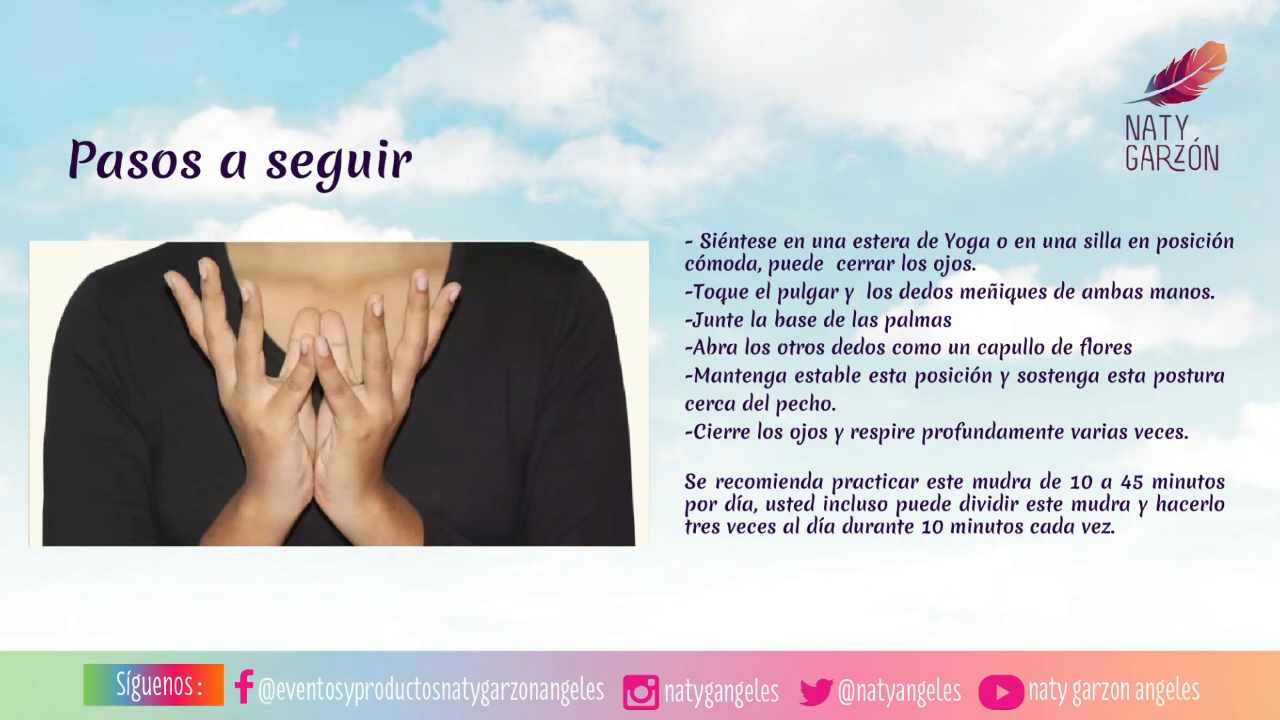 NATY
GARZÓN
Pasos a seguir
- Siéntese en una estera de Yoga o en una silla en posición
cómoda, puede cerrar los ojos.
-Toque el pulgar y los dedos meñiques de ambas manos.
-Junte la base de las palmas
-Abra los otros dedos como un capullo de flores
-Mantenga estable esta posición y sostenga esta postura
cerca del pecho.
-Cierre los ojos y respire profundamente varias veces.
Se recomienda practicar este mudra de 10 a 45 minutos
por día, usted incluso puede dividir este mudra y hacerlo
tres veces al día durante 10 minutos cada vez.
Síguenos: @eventosyproductosnatygarzonangeles natygangeles @natyangeles naty garzon angeles